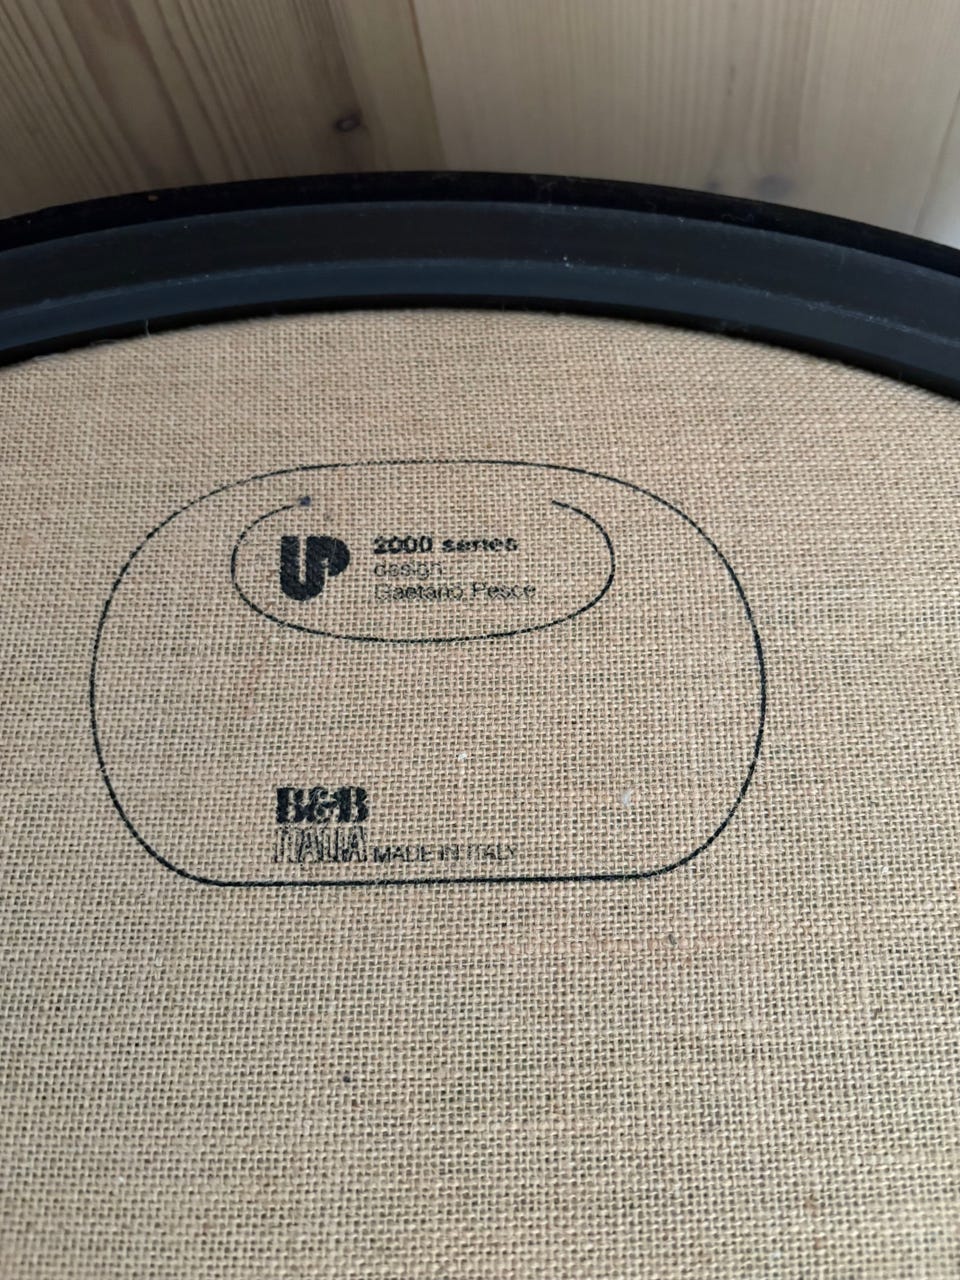 UP
2000 series
design
Gaetano Pesce
B&B
ITALIA MADE IN ITALY